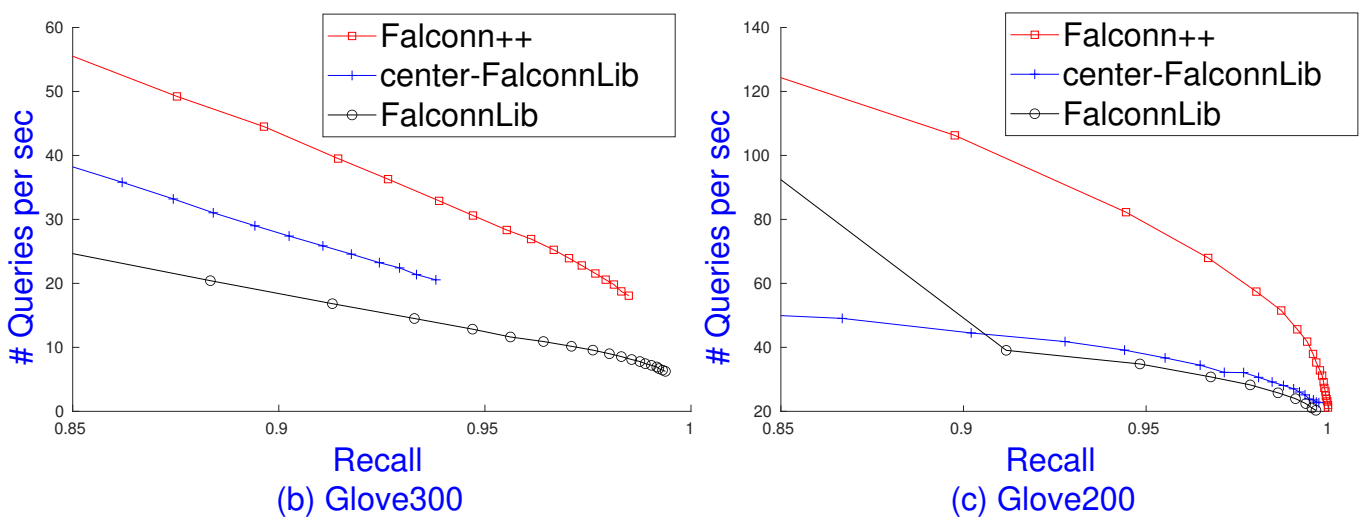 60
50
40
30
20
10
0
# Queries per sec
Falconn++
center-FalconnLib
FalconnLib
0.85
0.9
0.95
1
Recall
(b) Glove300
140
120
100
80
60
40
20
# Queries per sec
Falconn++
center-FalconnLib
FalconnLib
0.85
0.9
0.95
1
Recall
(c) Glove200